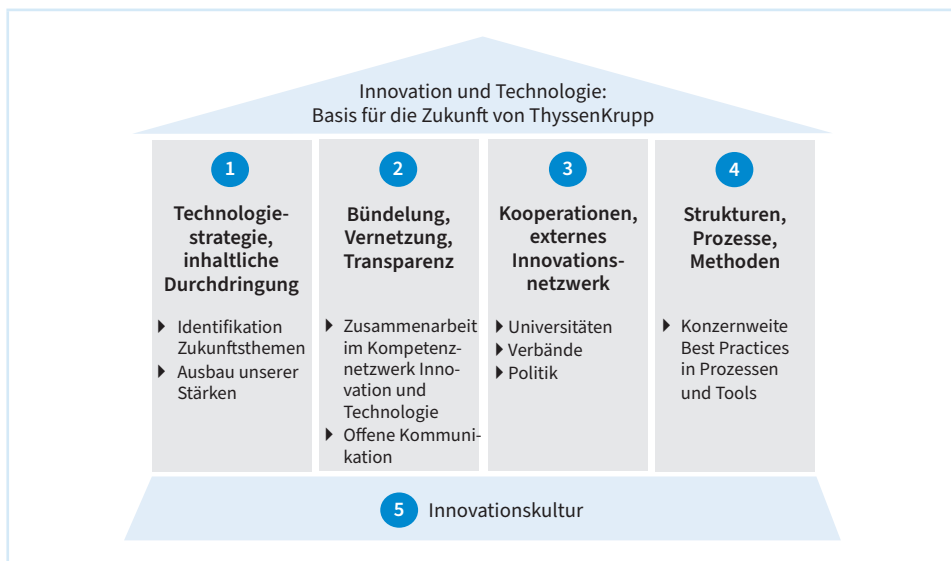 Innovation und Technologie:
Basis für die Zukunft von ThyssenKrupp
1
Technologie-
strategie,
inhaltliche
Durchdringung
Identifikation
Zukunftsthemen
Ausbau unserer
Stärken
2
Bündelung,
Vernetzung,
Transparenz
Zusammenarbeit
im Kompetenz-
netzwerk Inno-
vation und
Technologie
Offene Kommuni-
kation
3
Kooperationen,
externes
Innovations-
netzwerk
Universitäten
Verbände
Politik
4
Strukturen,
Prozesse,
Methoden
Konzernweite
Best Practices
in Prozessen
und Tools
5 Innovationskultur